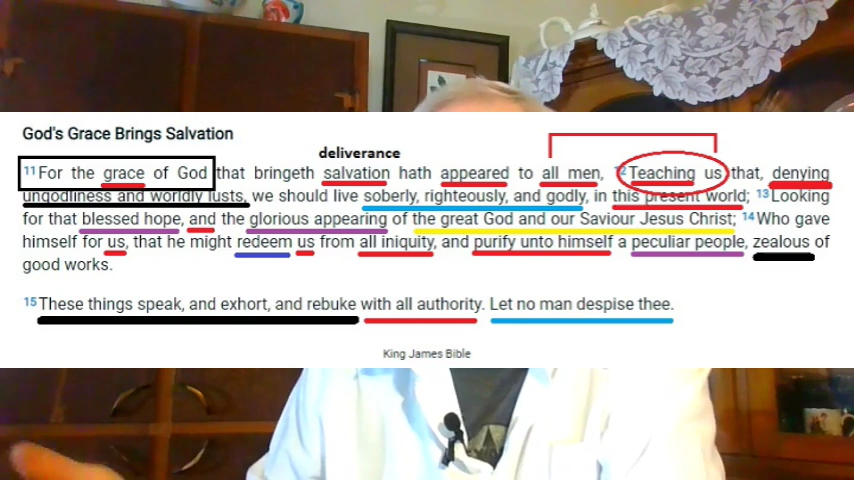 God's Grace Brings Salvation
deliverance
11For the grace of God that bringeth salvation hath appeared to all men, 12Teaching us that, denying
ungodliness and worldly lusts, we should live soberly, righteously, and godly, in this present world; 13Looking
for that blessed hope, and the glorious appearing of the great God and our Saviour Jesus Christ; 14Who gave
himself for us, that he might redeem us from all iniquity, and purify unto himself a peculiar people, zealous of
good works.
15These things speak, and exhort, and rebuke with all authority. Let no man despise thee.
King James Bible